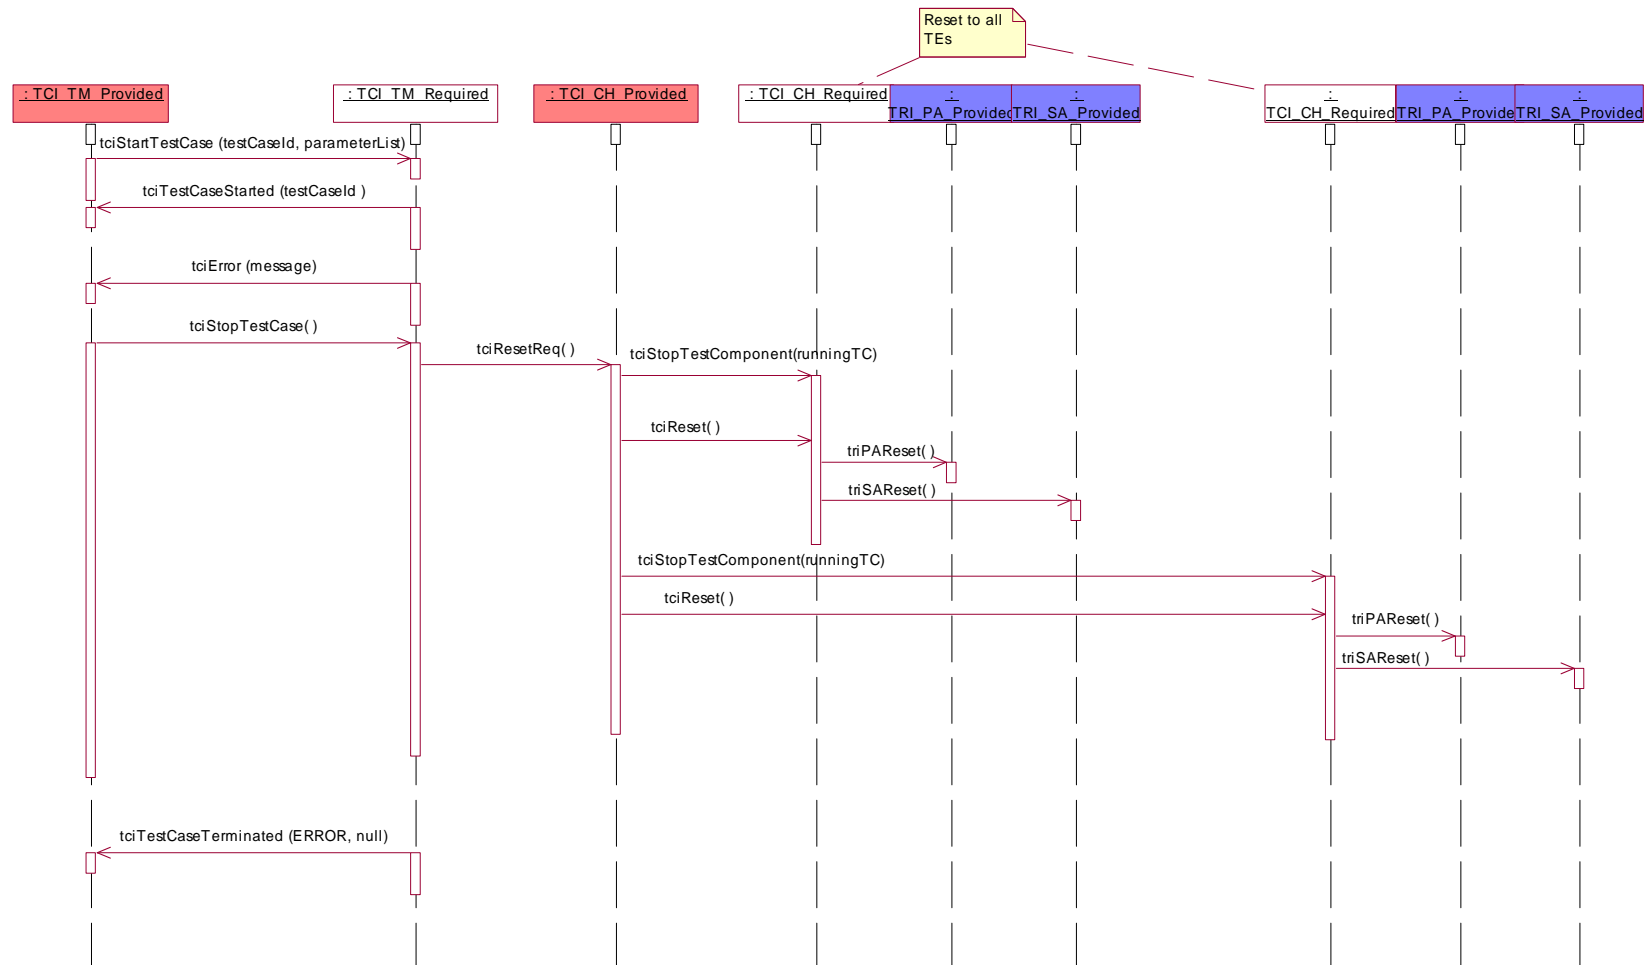 Reset to all
TEs
: TCI_TM_Provided
: TCI_TM_Required
: TCI_CH_Provided
: TCI_CH_Required
:
TRI_PA_Provided
:
TRI_SA_Provided
:
TCI_CH_Required
:
TRI_PA_Provide
:
TRI_SA_Provided
tciStartTestCase (testCaseId, parameterList)
tciTestCaseStarted (testCaseId )
tciError (message)
tciStopTestCase( )
tciResetReq( )
tciStopTestComponent(runningTC)
tciReset( )
triPAReset( )
triSAReset( )
tciStopTestComponent(runningTC)
tciReset( )
triPAReset( )
triSAReset( )
tciTestCaseTerminated (ERROR, null)